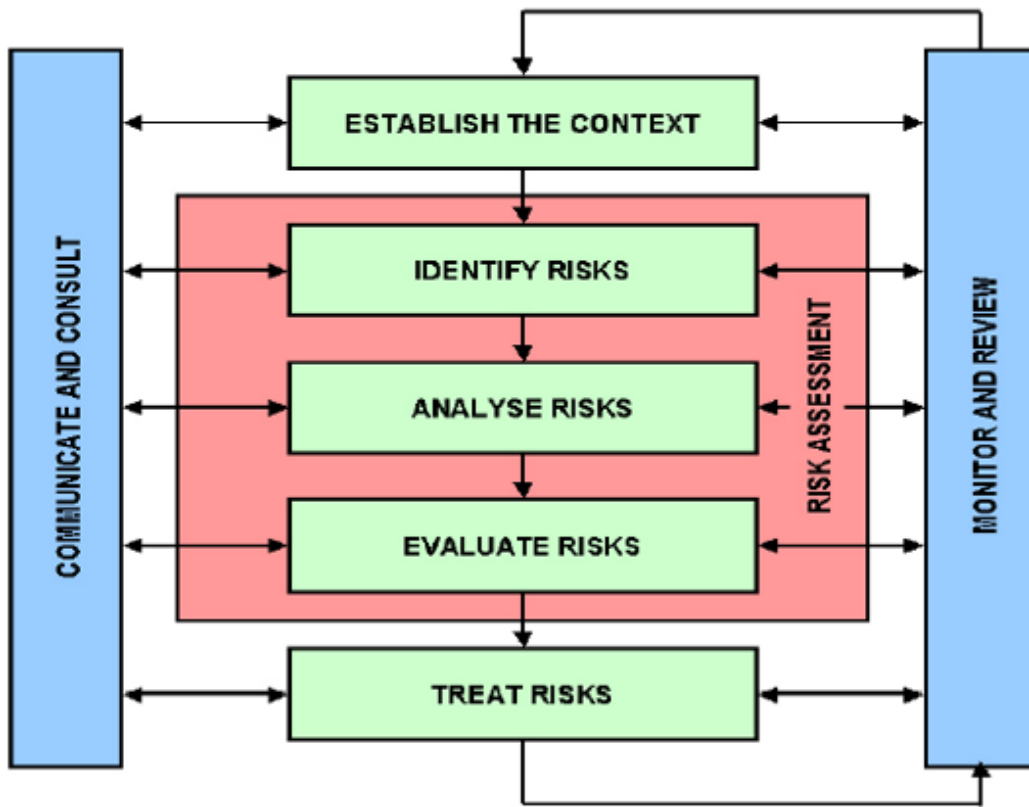 ESTABLISH THE CONTEXT
COMMUNICATE AND CONSULT
IDENTIFY RISKS
ANALYSE RISKS
EVALUATE RISKS
RISK ASSESSMENT
MONITOR AND REVIEW
TREAT RISKS